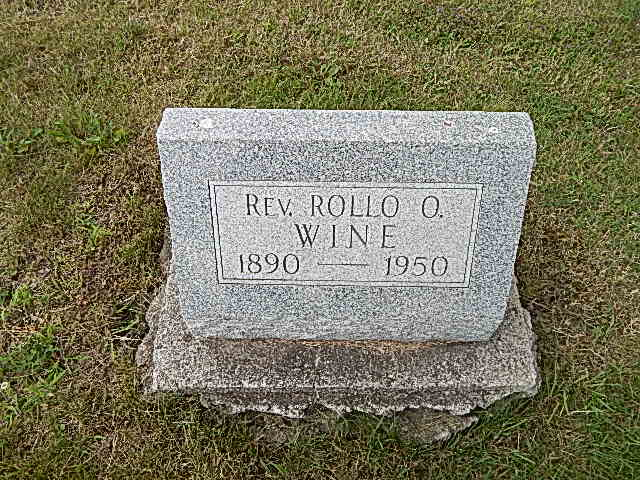 REV. ROLLO O.
WINE
1890 — 1950